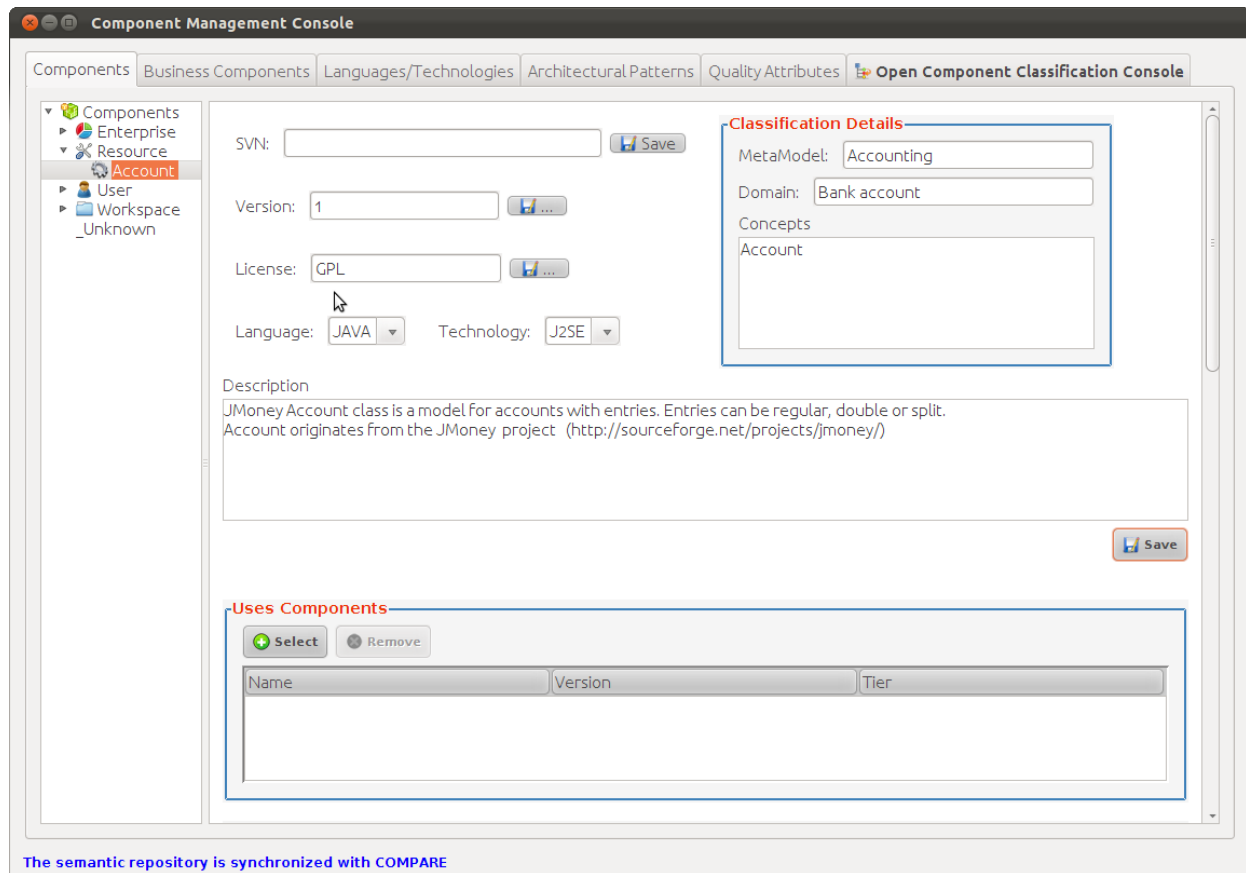 Component Management Console
Components
Business Components
Languages/Technologies
Architectural Patterns
Quality Attributes
Open Component Classification Console
Components
Enterprise
Resource
Account
User
Workspace
_Unknown
SVN:
Save
Version: 1
...
License: GPL
...
Language: JAVA
Technology: J2SE
Classification Details
MetaModel: Accounting
Domain: Bank account
Concepts
Account
Description
JMoney Account class is a model for accounts with entries. Entries can be regular, double or split.
Account originates from the JMoney project (http://sourceforge.net/projects/jmoney/)
Save
Uses Components
Select
Remove
Name
Version
Tier
The semantic repository is synchronized with COMPARE